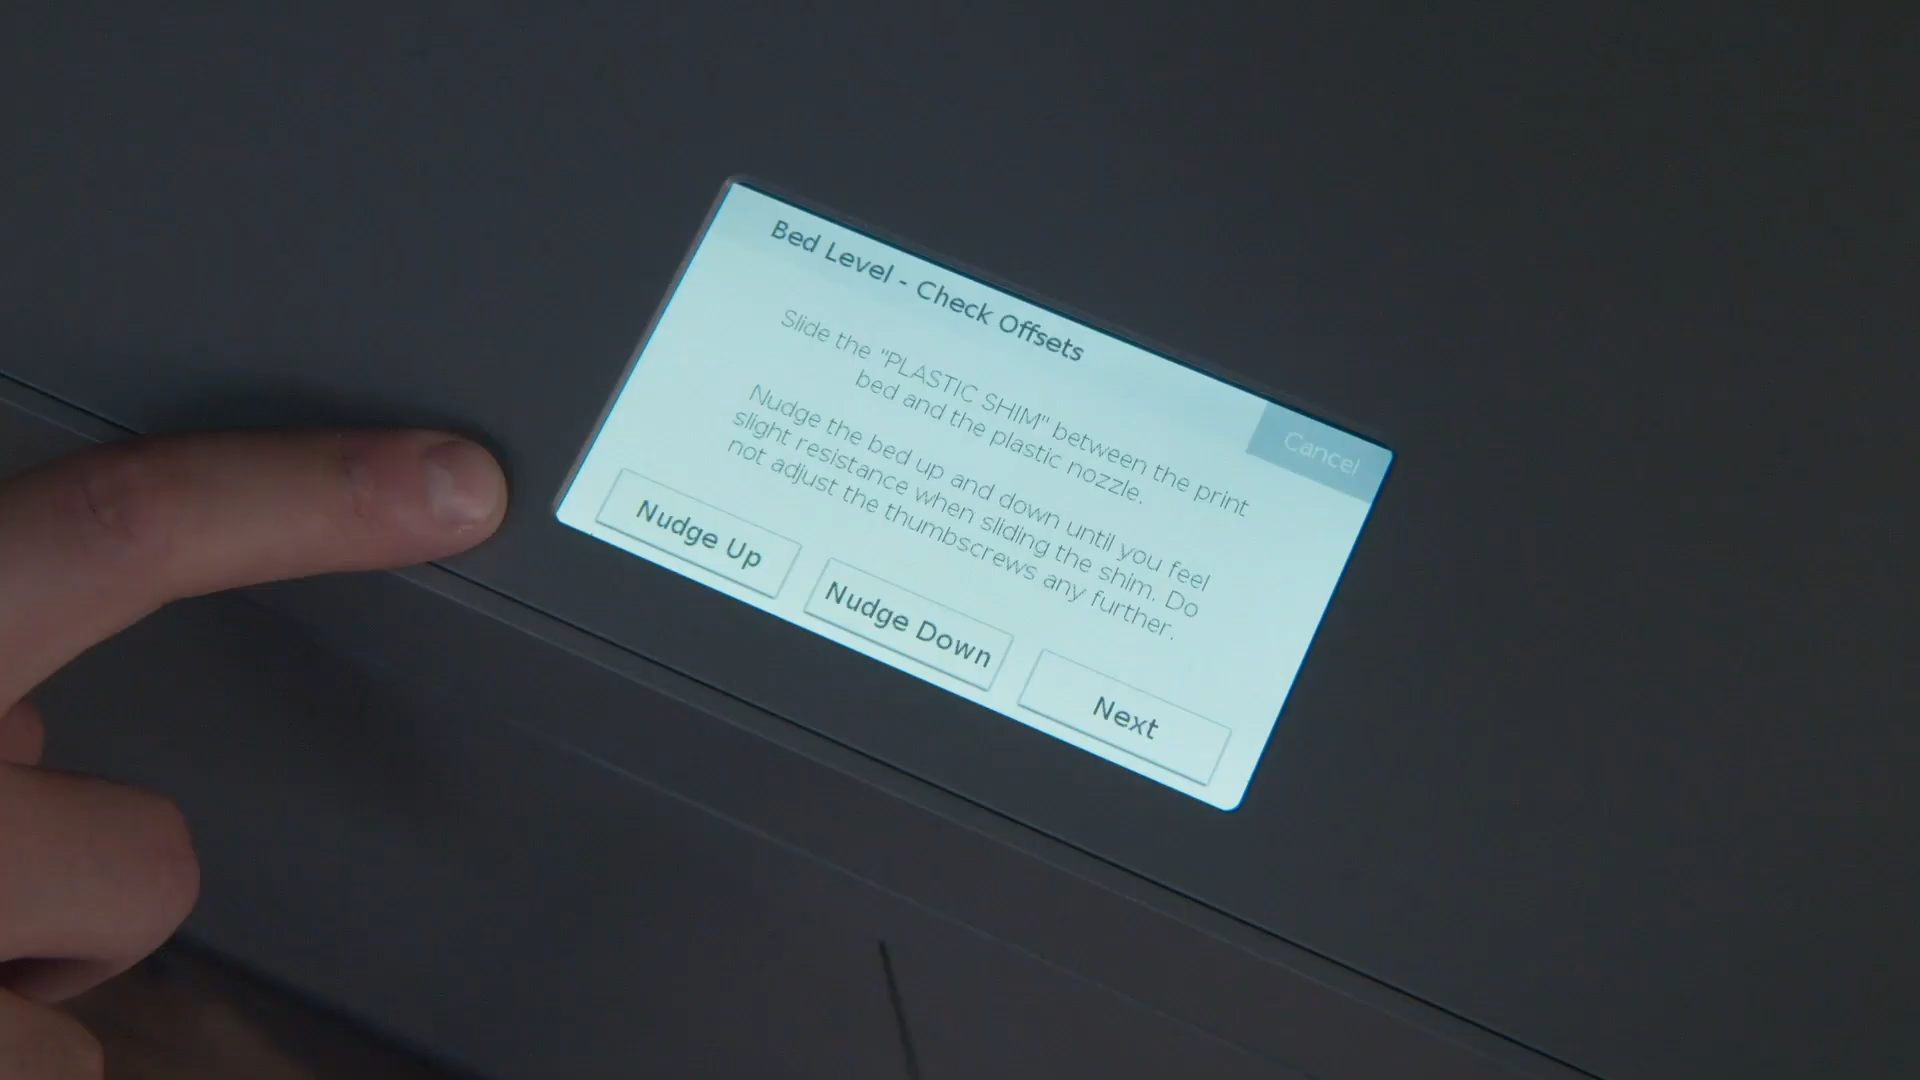 Bed Level - Check Offsets
Cancel
Slide the "PLASTIC SHIM" between the print
bed and the plastic nozzle.
Nudge the bed up and down until you feel
slight resistance when sliding the shim. Do
not adjust the thumbscrews any further.
Nudge Up
Nudge Down
Next